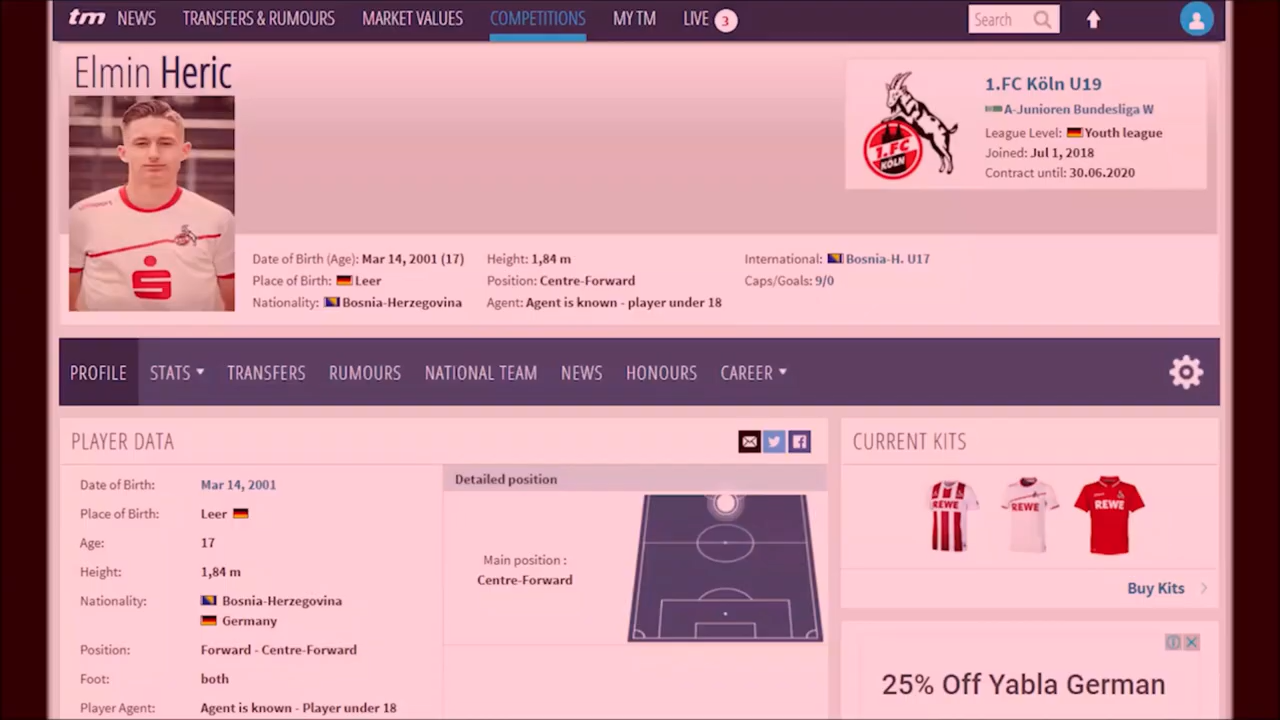 tm NEWS TRANSFERS & RUMOURS MARKET VALUES COMPETITIONS MY TM LIVE 3 Search
Elmin Heric
1.FC Köln U19
A-Junioren Bundesliga W
League Level: Youth league
Joined: Jul 1, 2018
Contract until: 30.06.2020
1.FC
KÖLN
Date of Birth (Age): Mar 14, 2001 (17)
Place of Birth: Leer
Nationality: Bosnia-Herzegovina
Height: 1,84 m
Position: Centre-Forward
Agent: Agent is known - player under 18
International: Bosnia-H. U17
Caps/Goals: 9/0
PROFILE STATS TRANSFERS RUMOURS NATIONAL TEAM NEWS HONOURS CAREER
PLAYER DATA
Date of Birth: Mar 14, 2001
Place of Birth: Leer
Age: 17
Height: 1,84 m
Nationality: Bosnia-Herzegovina
Germany
Position: Forward - Centre-Forward
Foot: both
Player Agent: Agent is known - Player under 18
Detailed position
Main position :
Centre-Forward
CURRENT KITS
REWE REWE REWE
Buy Kits
25% Off Yabla German